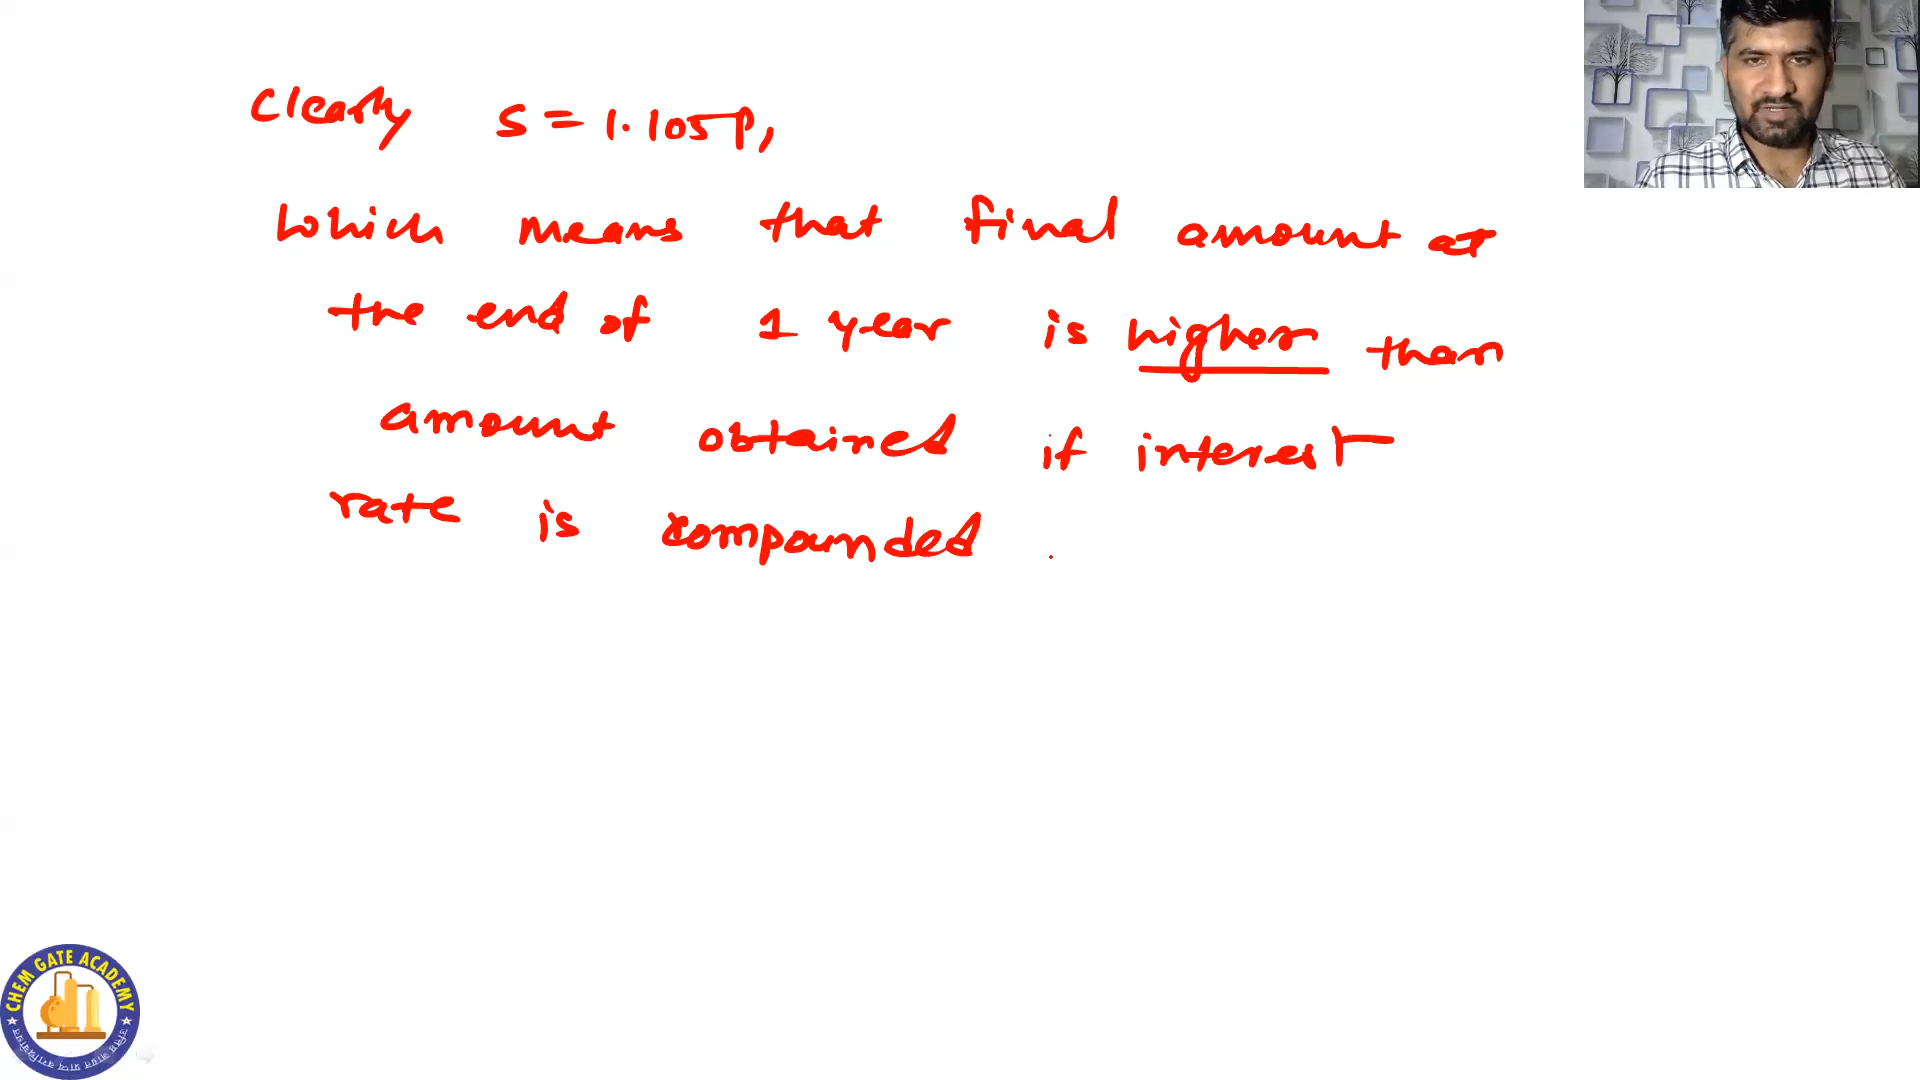 Clearly S = 1.105P,
Which means that final amount at
the end of 1 year is higher than
amount obtained if interest
rate is compounded
CHEM GATE ACADEMY